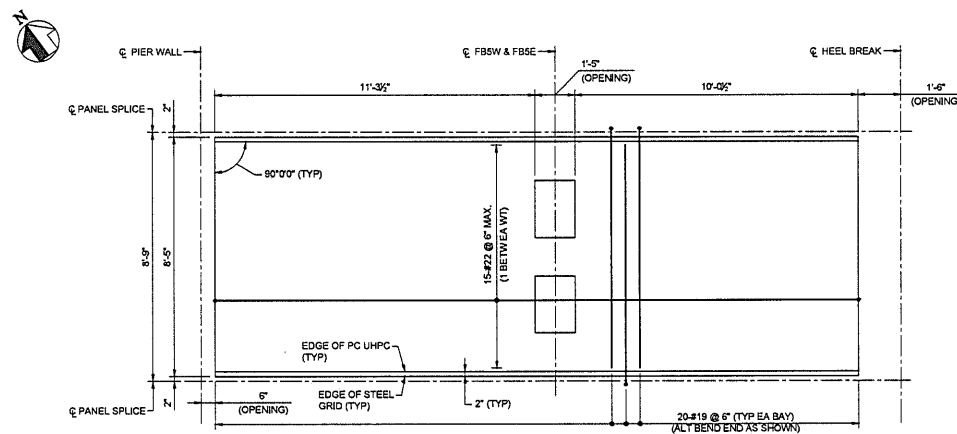 N
℄ PIER WALL
℄ FB5W & FB5E
℄ HEEL BREAK
1'-5"
(OPENING)
11'-3½"
10'-0½"
1'-6"
(OPENING)
℄ PANEL SPLICE
2"
90°0'0" (TYP)
8'-9"
8'-5"
15-#22 @ 6" MAX.
(1 BETW EA WT)
EDGE OF PC UHPC
(TYP)
EDGE OF STEEL
GRID (TYP)
2" (TYP)
6"
(OPENING)
℄ PANEL SPLICE
2"
20-#19 @ 6" (TYP EA BAY)
(ALT BEND END AS SHOWN)